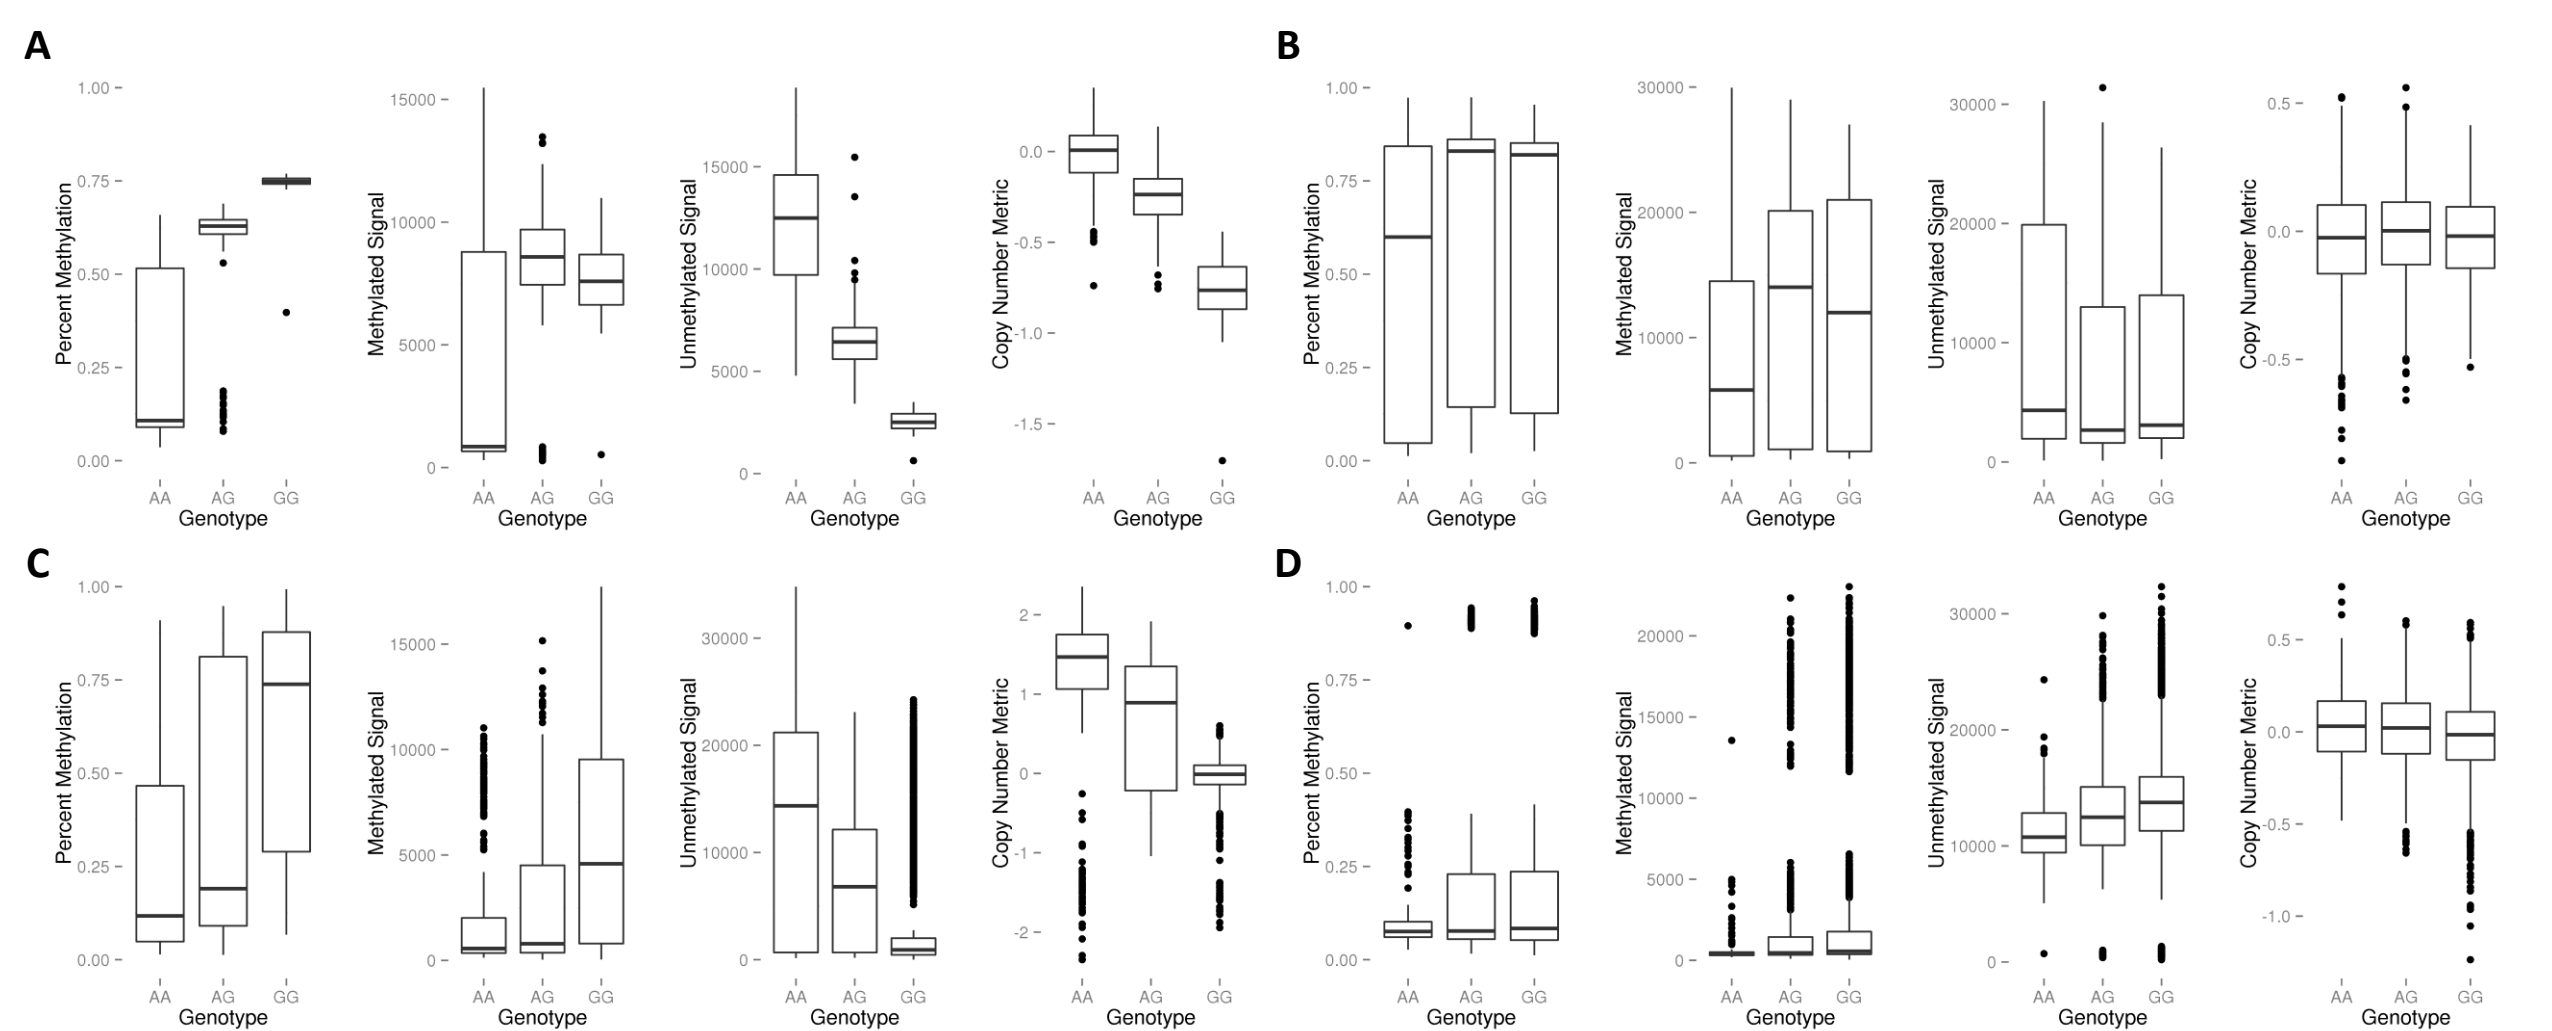 A
Percent Methylation
1.00
0.75
0.50
0.25
0.00
AA AG GG
Genotype
Methylated Signal
15000
10000
5000
0
AA AG GG
Genotype
Unmethylated Signal
15000
10000
5000
0
AA AG GG
Genotype
Copy Number Metric
0.0
-0.5
-1.0
-1.5
AA AG GG
Genotype
B
Percent Methylation
1.00
0.75
0.50
0.25
0.00
AA AG GG
Genotype
Methylated Signal
30000
20000
10000
0
AA AG GG
Genotype
Unmethylated Signal
30000
20000
10000
0
AA AG GG
Genotype
Copy Number Metric
0.5
0.0
-0.5
AA AG GG
Genotype
C
Percent Methylation
1.00
0.75
0.50
0.25
0.00
AA AG GG
Genotype
Methylated Signal
15000
10000
5000
0
AA AG GG
Genotype
Unmethylated Signal
30000
20000
10000
0
AA AG GG
Genotype
Copy Number Metric
2
1
0
-1
-2
AA AG GG
Genotype
D
Percent Methylation
1.00
0.75
0.50
0.25
0.00
AA AG GG
Genotype
Methylated Signal
20000
15000
10000
5000
0
AA AG GG
Genotype
Unmethylated Signal
30000
20000
10000
0
AA AG GG
Genotype
Copy Number Metric
0.5
0.0
-0.5
-1.0
AA AG GG
Genotype